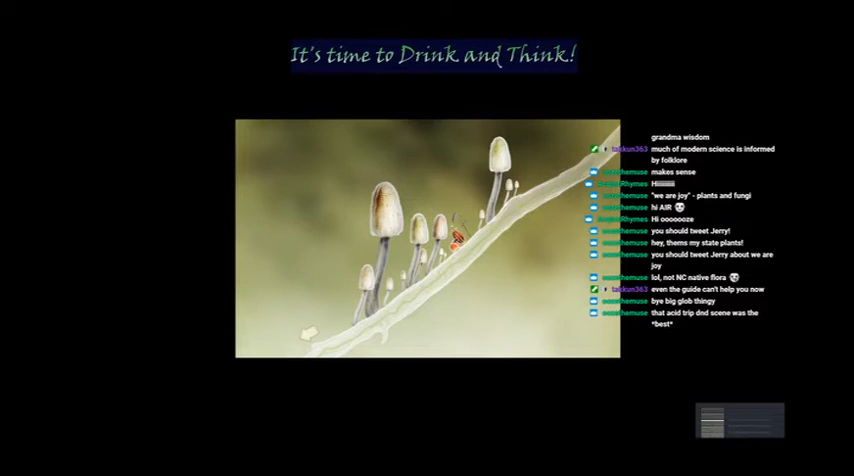 It's time to Drink and Think!
grandma wisdom
takkun363 much of modern science is informed
by folklore
makes sense
Hiiiiiii
"we are joy" - plants and fungi
hi AIR
Hi ooooooze
you should tweet Jerry!
hey, thems my state plants!
you should tweet Jerry about we are
joy
lol, not NC native flora
takkun363 even the guide can't help you now
bye big glob thingy
that acid trip dnd scene was the
*best*